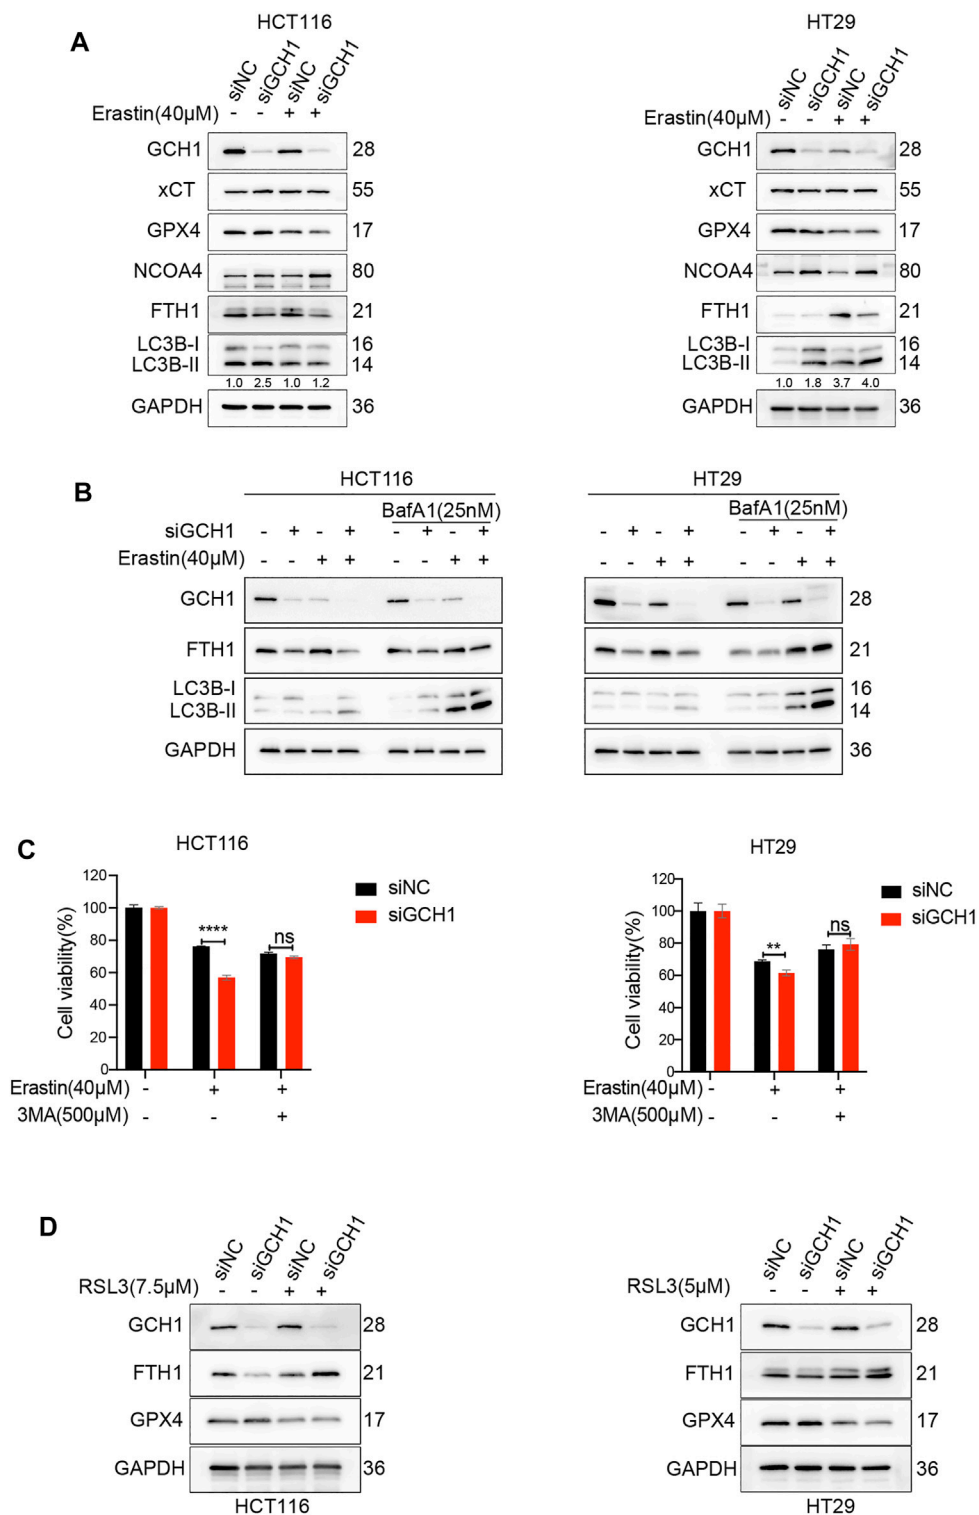 A
HCT116
siNC siGCH1 siNC siGCH1
Erastin(40μM) - - + +
GCH1 28
xCT 55
GPX4 17
NCOA4 80
FTH1 21
LC3B-I 16
LC3B-II 14
1.0 2.5 1.0 1.2
GAPDH 36
HT29
siNC siGCH1 siNC siGCH1
Erastin(40μM) - - + +
GCH1 28
xCT 55
GPX4 17
NCOA4 80
FTH1 21
LC3B-I 16
LC3B-II 14
1.0 1.8 3.7 4.0
GAPDH 36
B
HCT116 HT29
BafA1(25nM) BafA1(25nM)
siGCH1 - + - + - + - + - + - + - + - +
Erastin(40μM) - - + + - - + + - - + + - - + +
GCH1 28
FTH1 21
LC3B-I 16
LC3B-II 14
GAPDH 36
C
HCT116
Cell viability(%)
120
100
80
60
40
20
0
**** ns
siNC
siGCH1
Erastin(40μM) - + +
3MA(500μM) - - +
HT29
Cell viability(%)
120
100
80
60
40
20
0
** ns
siNC
siGCH1
Erastin(40μM) - + +
3MA(500μM) - - +
D
siNC siGCH1 siNC siGCH1
RSL3(7.5μM) - - + +
GCH1 28
FTH1 21
GPX4 17
GAPDH 36
HCT116
siNC siGCH1 siNC siGCH1
RSL3(5μM) - - + +
GCH1 28
FTH1 21
GPX4 17
GAPDH 36
HT29